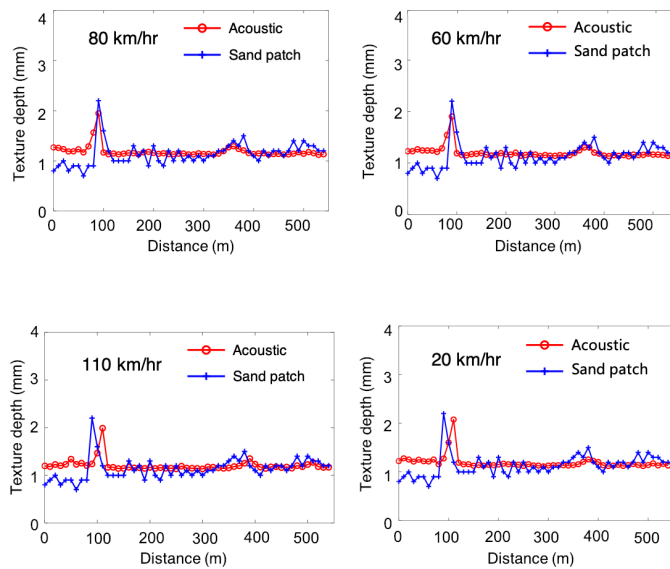 80 km/hr
Acoustic
Sand patch
Texture depth (mm)
4
3
2
1
0
0 100 200 300 400 500
Distance (m)
60 km/hr
Acoustic
Sand patch
Texture depth (mm)
4
3
2
1
0
0 100 200 300 400 500
Distance (m)
110 km/hr
Acoustic
Sand patch
Texture depth (mm)
4
3
2
1
0
0 100 200 300 400 500
Distance (m)
20 km/hr
Acoustic
Sand patch
Texture depth (mm)
4
3
2
1
0
0 100 200 300 400 500
Distance (m)